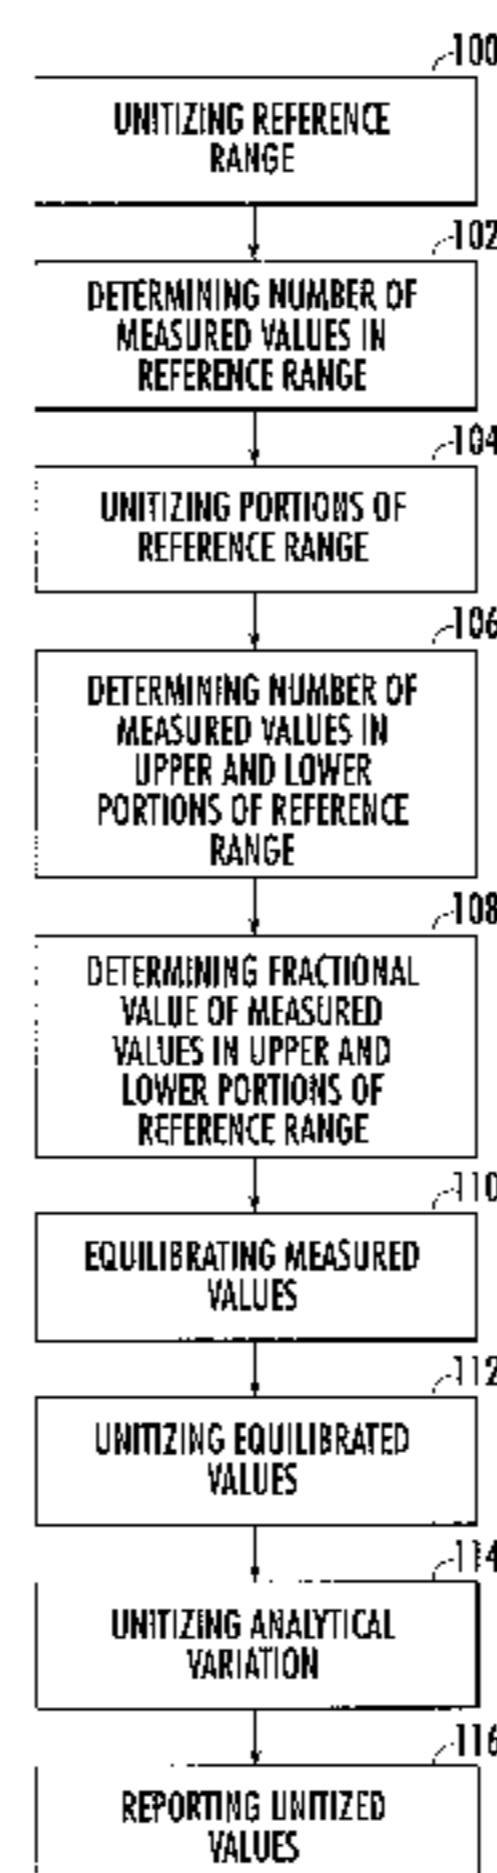 100
UNITIZING REFERENCE
RANGE
102
DETERMINING NUMBER OF
MEASURED VALUES IN
REFERENCE RANGE
104
UNITIZING PORTIONS OF
REFERENCE RANGE
106
DETERMINING NUMBER OF
MEASURED VALUES IN
UPPER AND LOWER
PORTIONS OF REFERENCE
RANGE
108
DETERMINING FRACTIONAL
VALUE OF MEASURED
VALUES IN UPPER AND
LOWER PORTIONS OF
REFERENCE RANGE
110
EQUILIBRATING MEASURED
VALUES
112
UNITIZING EQUILIBRATED
VALUES
114
UNITIZING ANALYTICAL
VARIATION
116
REPORTING UNITIZED
VALUES